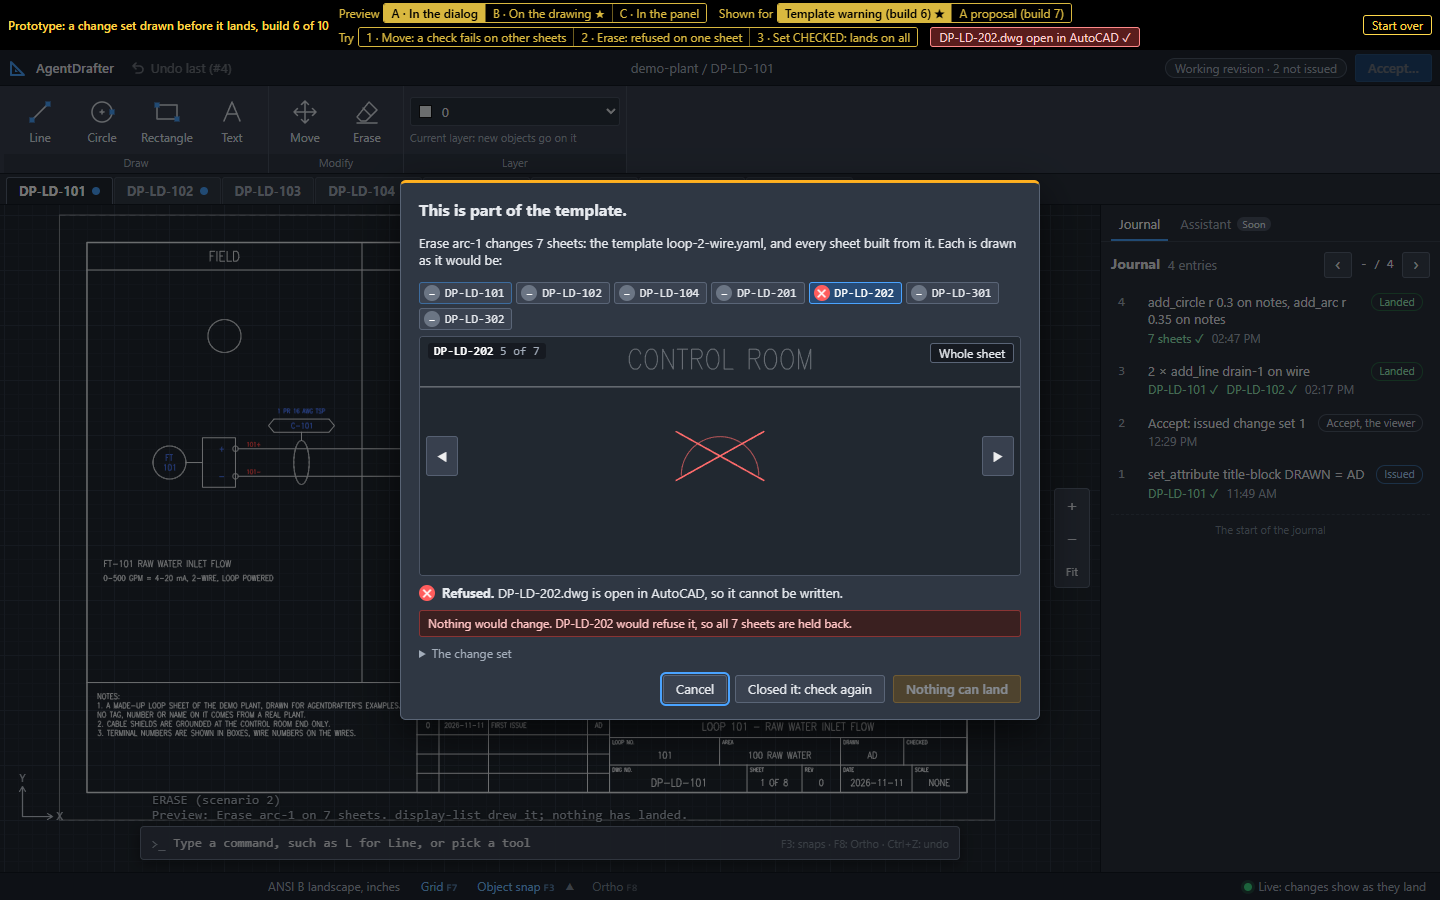 Prototype: a change set drawn before it lands, build 6 of 10
Preview A · In the dialog B · On the drawing ★ C · In the panel Shown for Template warning (build 6) ★ A proposal (build 7)
Try 1 · Move: a check fails on other sheets 2 · Erase: refused on one sheet 3 · Set CHECKED: lands on all DP-LD-202.dwg open in AutoCAD ✓
Start over
AgentDrafter Undo last (#4) demo-plant / DP-LD-101 Working revision · 2 not issued Accept...
Line Circle Rectangle Text Move Erase
0
Current layer: new objects go on it
Draw Modify Layer
DP-LD-101 DP-LD-102 DP-LD-103 DP-LD-104
FIELD
1 PR 16 AWG TSP
C-101
FT
101
+
101+
−
101-
FT-101 RAW WATER INLET FLOW
0-500 GPM = 4-20 mA, 2-WIRE, LOOP POWERED
NOTES:
1. A MADE-UP LOOP SHEET OF THE DEMO PLANT, DRAWN FOR AGENTDRAFTER'S EXAMPLES.
NO TAG, NUMBER OR NAME ON IT COMES FROM A REAL PLANT.
2. CABLE SHIELDS ARE GROUNDED AT THE CONTROL ROOM END ONLY.
3. TERMINAL NUMBERS ARE SHOWN IN BOXES, WIRE NUMBERS ON THE WIRES.
This is part of the template.
Erase arc-1 changes 7 sheets: the template loop-2-wire.yaml, and every sheet built from it. Each is drawn
as it would be:
DP-LD-101 DP-LD-102 DP-LD-104 DP-LD-201 DP-LD-202 DP-LD-301
DP-LD-302
DP-LD-202 5 of 7
CONTROL ROOM
Whole sheet
Refused. DP-LD-202.dwg is open in AutoCAD, so it cannot be written.
Nothing would change. DP-LD-202 would refuse it, so all 7 sheets are held back.
The change set
Cancel Closed it: check again Nothing can land
0 2026-11-11 FIRST ISSUE AD
LOOP 101 - RAW WATER INLET FLOW
LOOP NO. AREA DRAWN CHECKED
101 100 RAW WATER AD
DWG NO. SHEET REV DATE SCALE
DP-LD-101 1 OF 8 0 2026-11-11 NONE
Y
X
ERASE (scenario 2)
Preview: Erase arc-1 on 7 sheets. display-list drew it; nothing has landed.
>_ Type a command, such as L for Line, or pick a tool
F3: snaps · F8: Ortho · Ctrl+Z: undo
+
−
Fit
Journal Assistant Soon
Journal 4 entries - / 4
4 add_circle r 0.3 on notes, add_arc r Landed
0.35 on notes
7 sheets ✓ 02:47 PM
3 2 × add_line drain-1 on wire Landed
DP-LD-101 ✓ DP-LD-102 ✓ 02:17 PM
2 Accept: issued change set 1 Accept, the viewer
12:29 PM
1 set_attribute title-block DRAWN = AD Issued
DP-LD-101 ✓ 11:49 AM
The start of the journal
ANSI B landscape, inches Grid F7 Object snap F3 Ortho F8 Live: changes show as they land